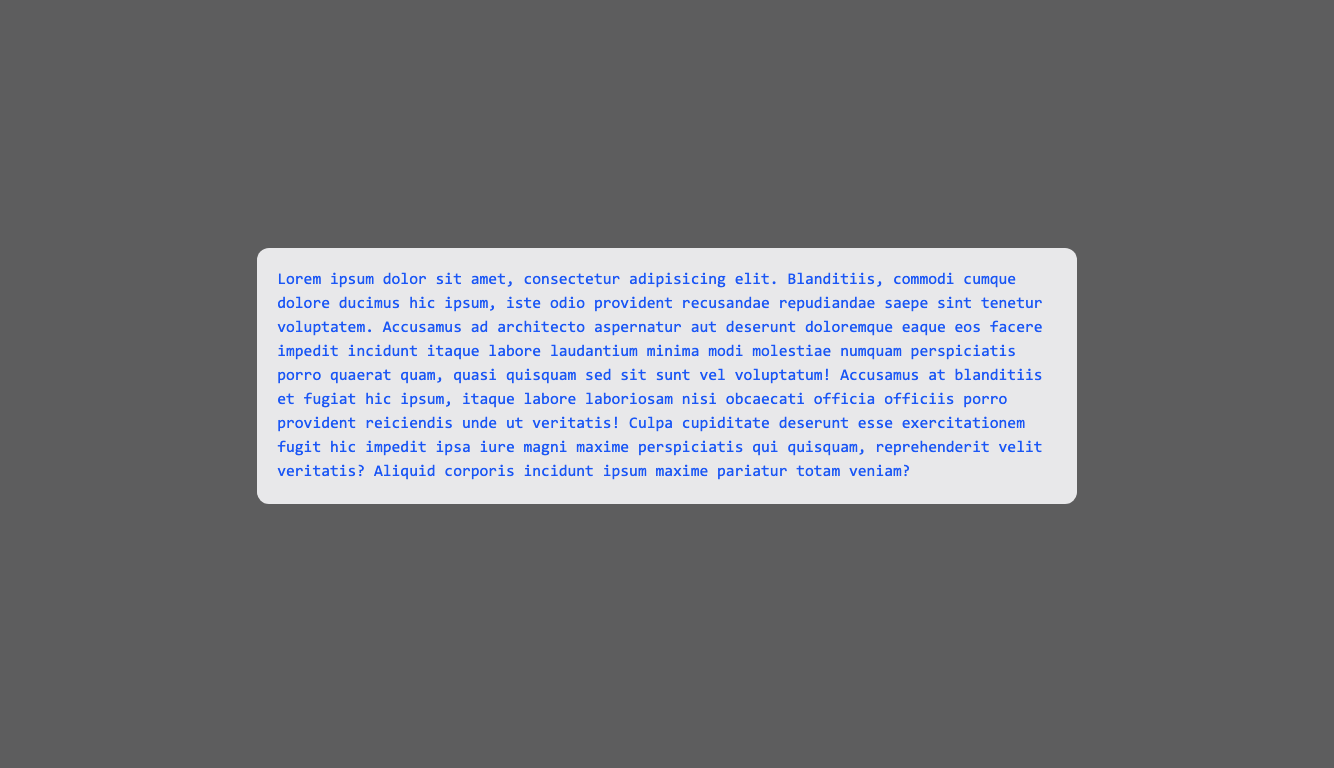 Lorem ipsum dolor sit amet, consectetur adipisicing elit. Blanditiis, commodi cumque
dolore ducimus hic ipsum, iste odio provident recusandae repudiandae saepe sint tenetur
voluptatem. Accusamus ad architecto aspernatur aut deserunt doloremque eaque eos facere
impedit incidunt itaque labore laudantium minima modi molestiae numquam perspiciatis
porro quaerat quam, quasi quisquam sed sit sunt vel voluptatum! Accusamus at blanditiis
et fugiat hic ipsum, itaque labore laboriosam nisi obcaecati officia officiis porro
provident reiciendis unde ut veritatis! Culpa cupiditate deserunt esse exercitationem
fugit hic impedit ipsa iure magni maxime perspiciatis qui quisquam, reprehenderit velit
veritatis? Aliquid corporis incidunt ipsum maxime pariatur totam veniam?